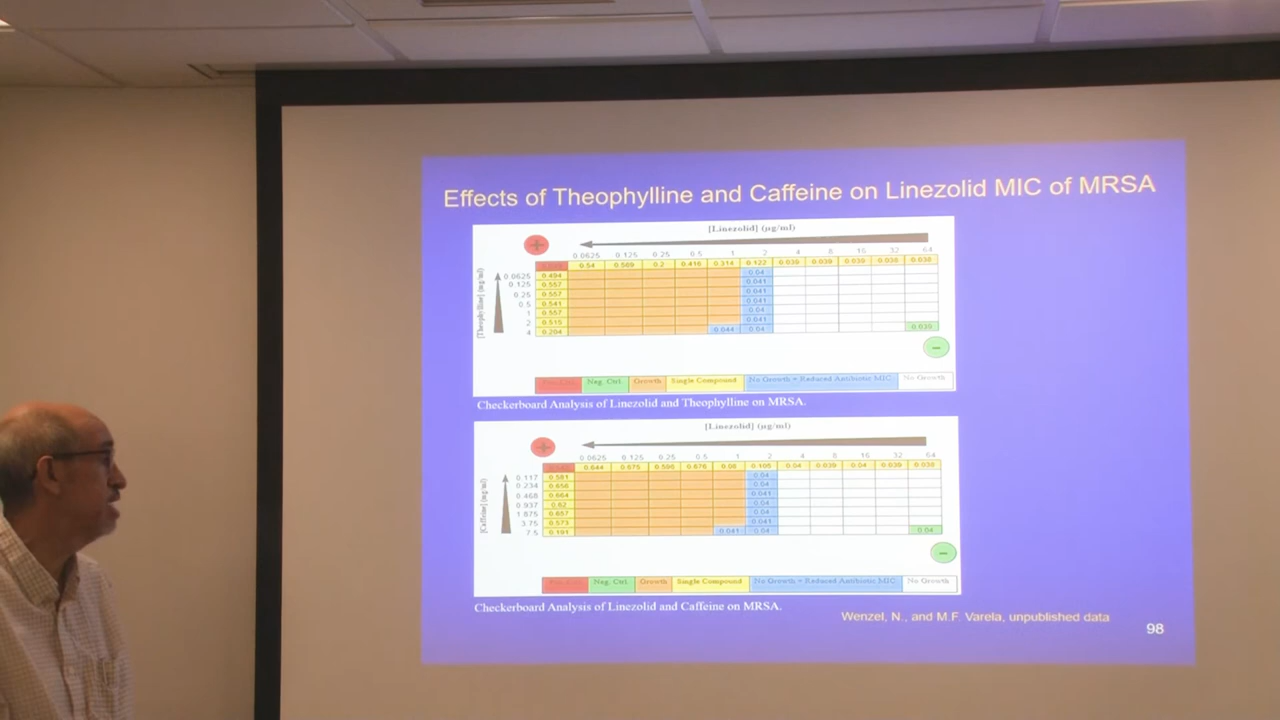 Effects of Theophylline and Caffeine on Linezolid MIC of MRSA
[Linezolid] (µg/ml)
0.0625 0.125 0.25 0.5 1 2 4 8 16 32 64
0.54 0.569 0.2 0.416 0.314 0.122 0.039 0.039 0.039 0.038 0.038
[Theophylline] (mg/ml)
0.0625 0.494 0.04
0.125 0.557 0.041
0.25 0.557 0.041
0.5 0.541 0.041
1 0.557 0.04
2 0.515 0.041
4 0.204 0.044 0.04 0.039
Neg. Ctrl. Growth Single Compound No Growth + Reduced Antibiotic MIC No Growth
Checkerboard Analysis of Linezolid and Theophylline on MRSA.
[Linezolid] (µg/ml)
0.0625 0.125 0.25 0.5 1 2 4 8 16 32 64
0.644 0.675 0.596 0.676 0.06 0.105 0.04 0.039 0.04 0.039 0.038
[Caffeine] (mg/ml)
0.117 0.581 0.04
0.234 0.656 0.04
0.468 0.664 0.041
0.937 0.62 0.04
1.875 0.657 0.04
3.75 0.573 0.041
7.5 0.191 0.041 0.04 0.04
Neg. Ctrl. Growth Single Compound No Growth + Reduced Antibiotic MIC No Growth
Checkerboard Analysis of Linezolid and Caffeine on MRSA.
Wenzel, N., and M.F. Varela, unpublished data
98